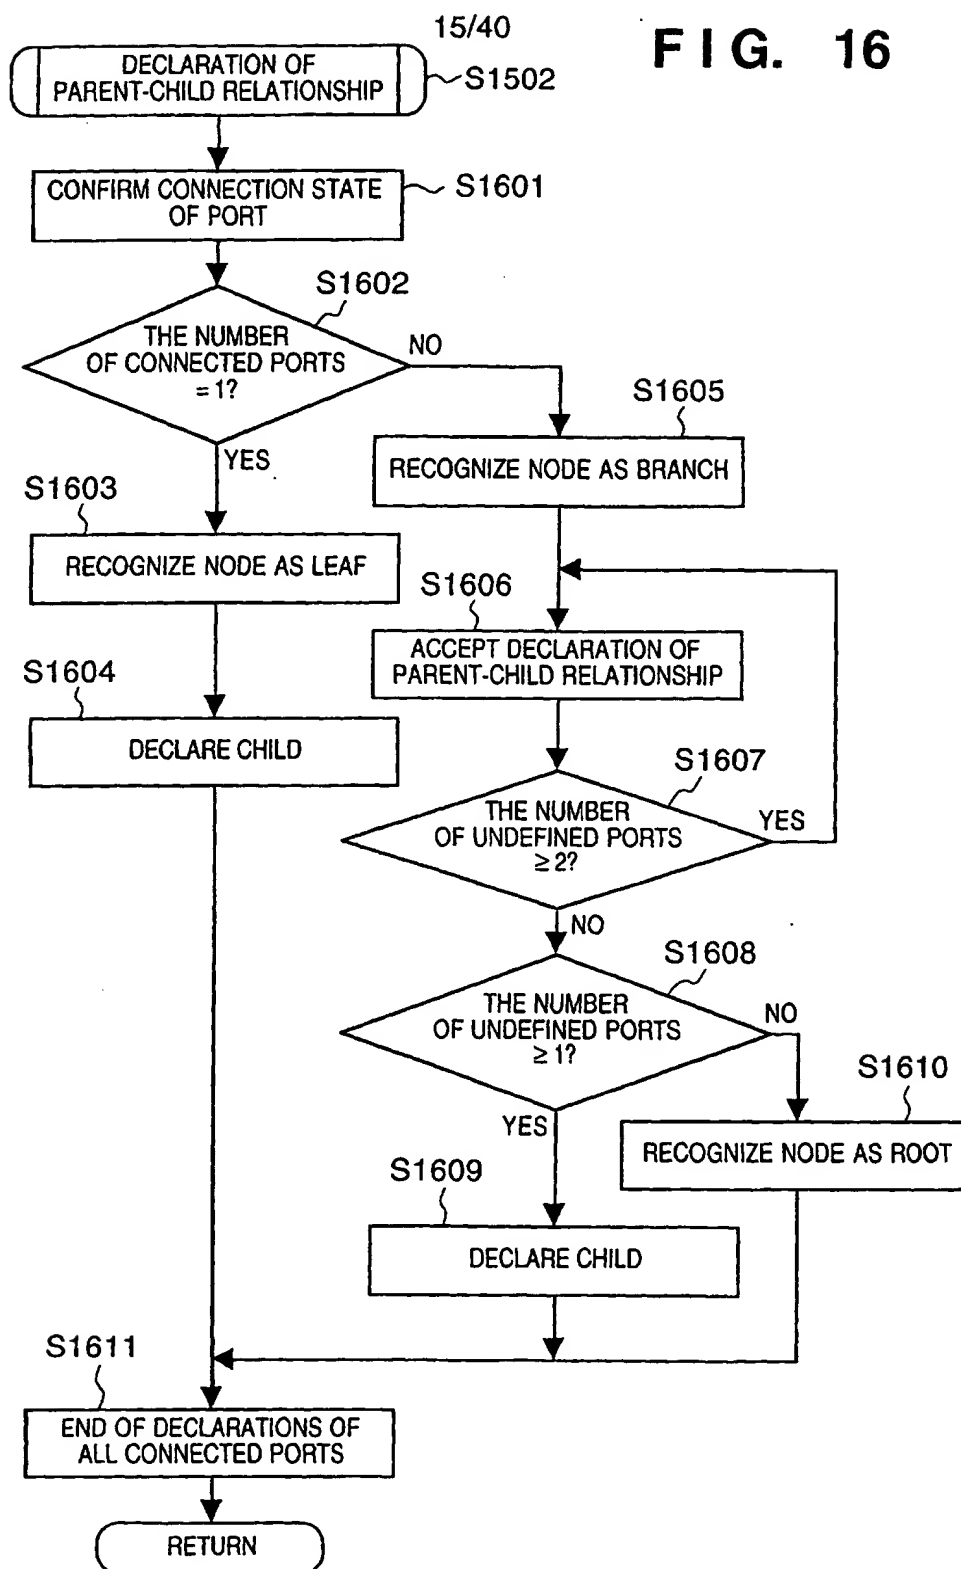 15/40
F I G. 16
DECLARATION OF
PARENT-CHILD RELATIONSHIP
S1502
CONFIRM CONNECTION STATE
OF PORT
S1601
S1602
THE NUMBER
OF CONNECTED PORTS
= 1?
NO
YES
S1605
RECOGNIZE NODE AS BRANCH
S1603
RECOGNIZE NODE AS LEAF
S1606
ACCEPT DECLARATION OF
PARENT-CHILD RELATIONSHIP
S1604
DECLARE CHILD
S1607
THE NUMBER
OF UNDEFINED PORTS
≥ 2?
YES
NO
S1608
THE NUMBER
OF UNDEFINED PORTS
≥ 1?
NO
YES
S1610
RECOGNIZE NODE AS ROOT
S1609
DECLARE CHILD
S1611
END OF DECLARATIONS OF
ALL CONNECTED PORTS
RETURN